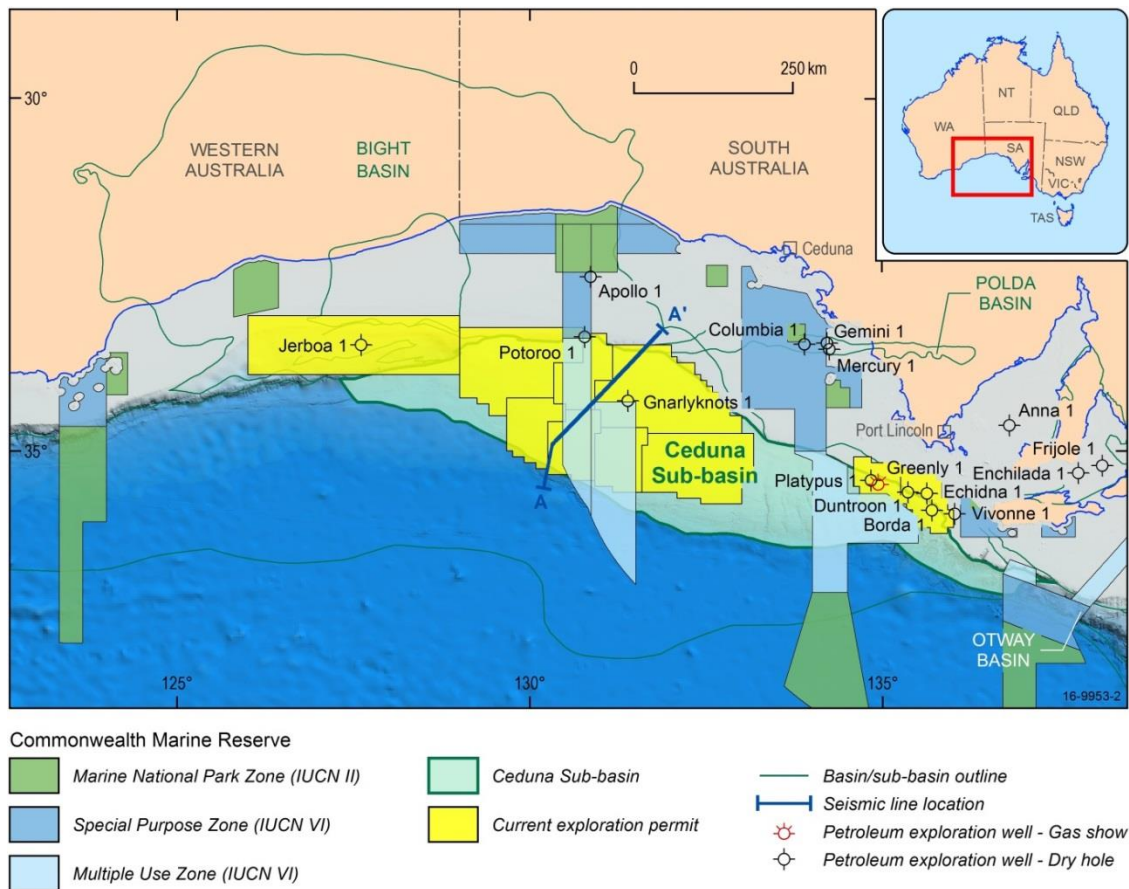 0 250 km
30°
WESTERN
AUSTRALIA
BIGHT
BASIN
SOUTH
AUSTRALIA
NT
QLD
WA
SA
NSW
VIC
TAS
Ceduna
POLDA
BASIN
Apollo 1
A'
Columbia 1
Gemini 1
Jerboa 1
Potoroo 1
Mercury 1
Gnarlyknots 1
Anna 1
Port Lincoln
Frijole 1
35°
Ceduna
Sub-basin
Greenly 1
Enchilada 1
Platypus 1
Echidna 1
A
Duntroon 1
Vivonne 1
Borda 1
OTWAY
BASIN
125°
130°
135°
16-9953-2
Commonwealth Marine Reserve
Marine National Park Zone (IUCN II)
Special Purpose Zone (IUCN VI)
Multiple Use Zone (IUCN VI)
Ceduna Sub-basin
Current exploration permit
Basin/sub-basin outline
Seismic line location
Petroleum exploration well - Gas show
Petroleum exploration well - Dry hole